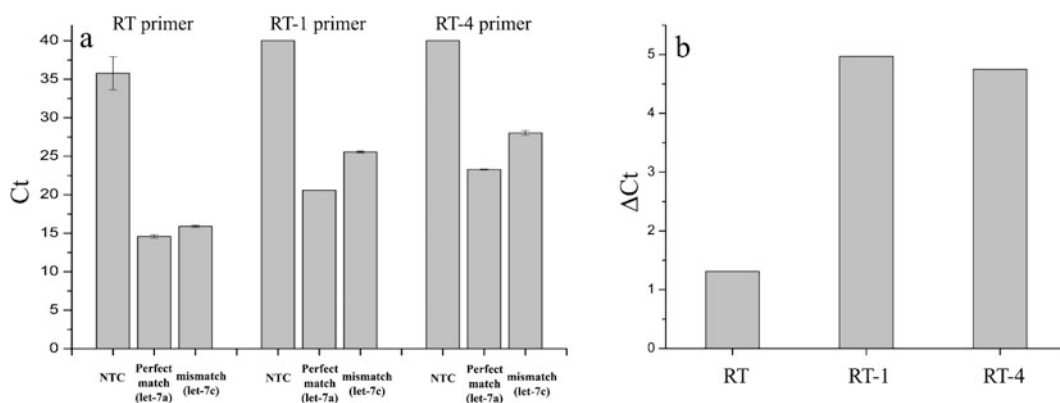 a
RT primer RT-1 primer RT-4 primer
40
35
30
25
20
15
10
5
0
Ct
NTC Perfect match (let-7a) mismatch (let-7c) NTC Perfect match (let-7a) mismatch (let-7c) NTC Perfect match (let-7a) mismatch (let-7c)
b
5
4
3
2
1
0
ΔCt
RT RT-1 RT-4